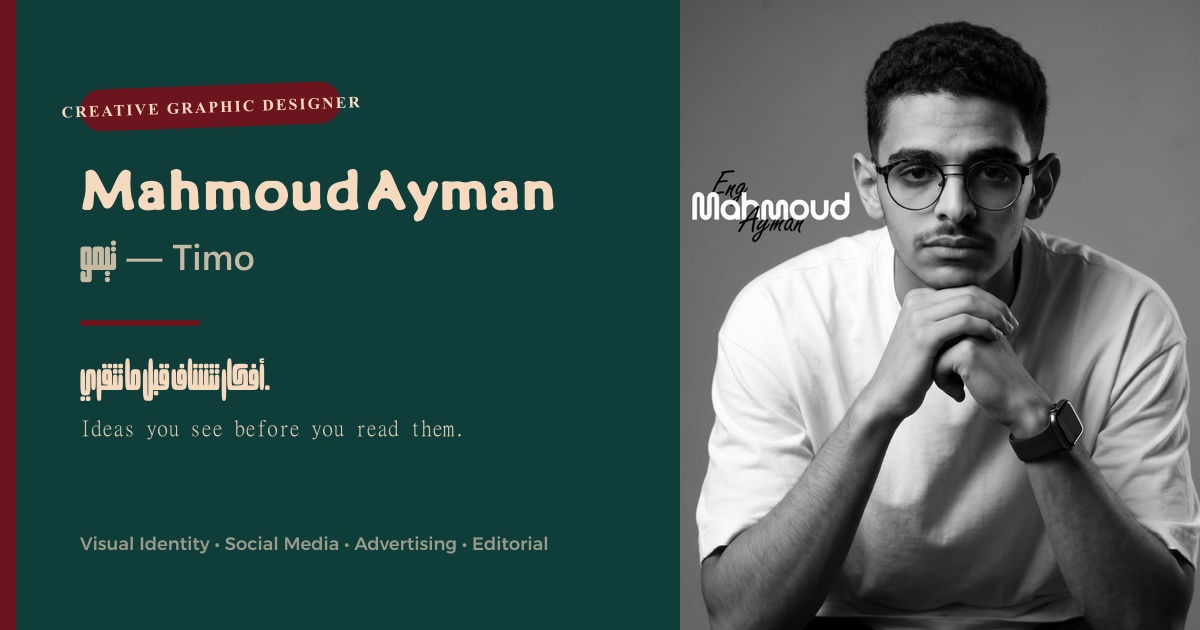 CREATIVE GRAPHIC DESIGNER
Mahmoud Ayman
تيمو — Timo
أفكار تتشاف قبل ما تتقري.
Ideas you see before you read them.
Visual Identity • Social Media • Advertising • Editorial
Eng
Mahmoud
Ayman